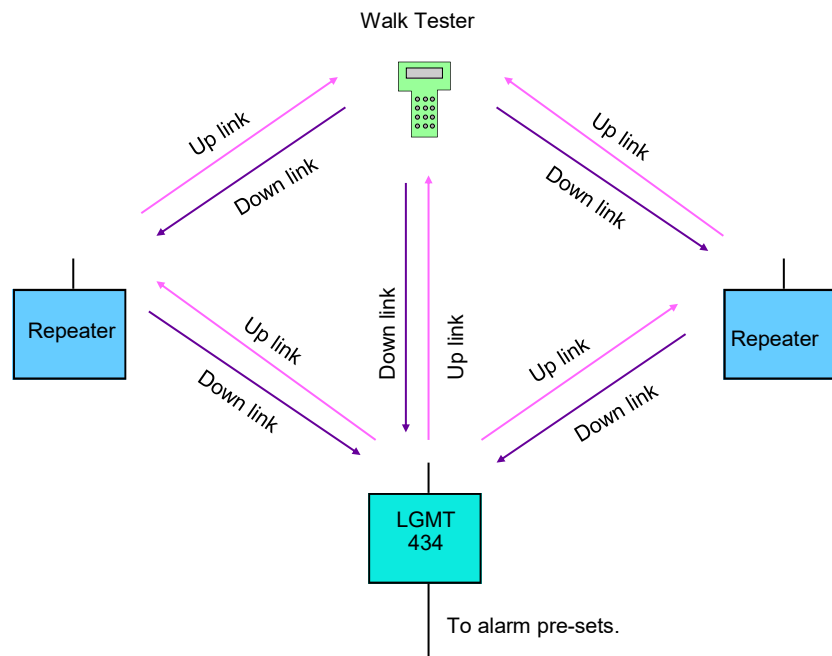 Walk Tester
Up link
Down link
Up link
Down link
Repeater
Repeater
Up link
Down link
Down link
Up link
Up link
Down link
LGMT
434
To alarm pre-sets.